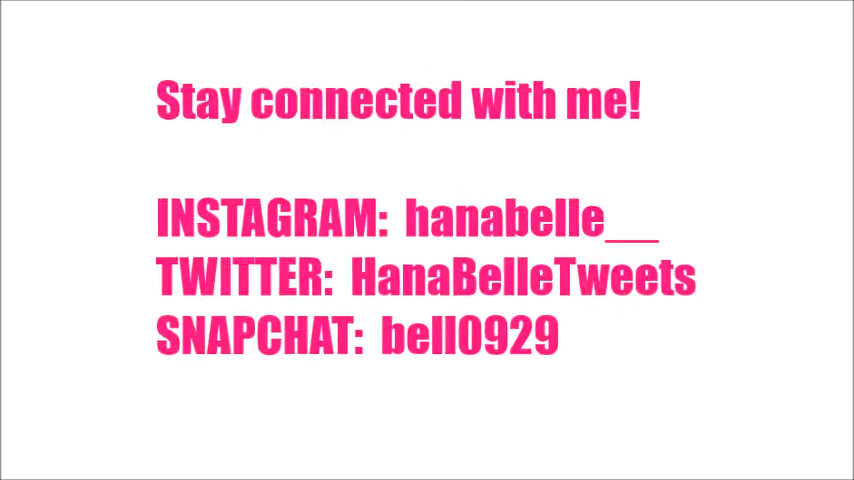 Stay connected with me!
INSTAGRAM: hanabelle__
TWITTER: HanaBelleTweets
SNAPCHAT: bell0929